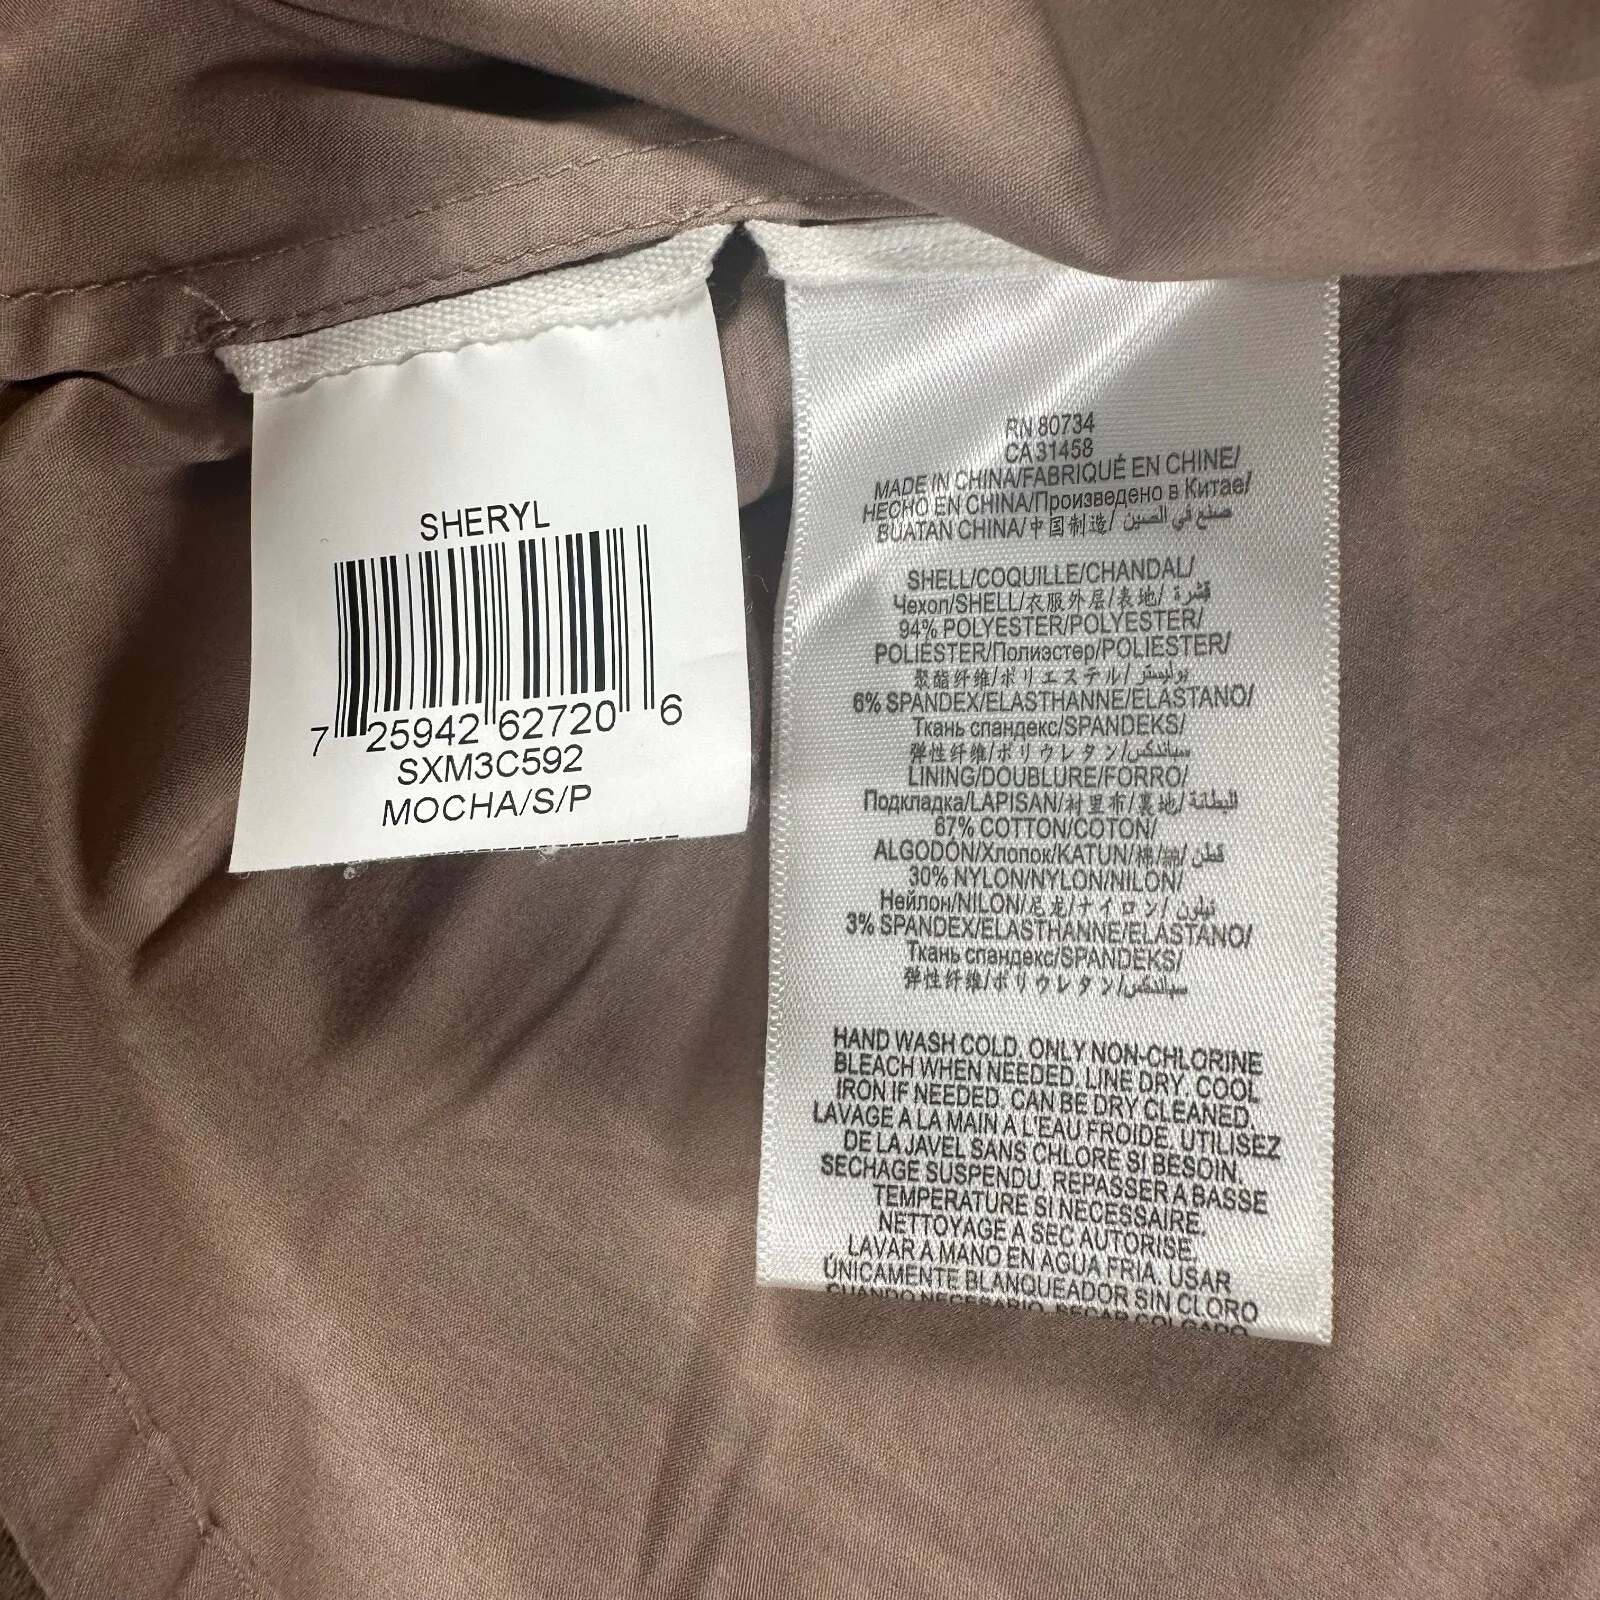 SHERYL
7 25942 62720 6
SXM3C592
MOCHA/S/P
RN 80734
CA 31458
MADE IN CHINA/FABRIQUÉ EN CHINE/
HECHO EN CHINA/Произведено в Китае/
BUATAN CHINA/中国制造/ صنع في الصين
SHELL/COQUILLE/CHANDAL/
Чехол/SHELL/衣服外层/表地/ قشرة
94% POLYESTER/POLYESTER/
POLIESTER/Полиэстер/POLIESTER/
聚酯纤维/ポリエステル/ بوليستر
6% SPANDEX/ELASTHANNE/ELASTANO/
Ткань спандекс/SPANDEKS/
弹性纤维/ポリウレタン/سباندكس
LINING/DOUBLURE/FORRO/
Подкладка/LAPISAN/衬里布/裏地/البطانة
67% COTTON/COTON/
ALGODÓN/Хлопок/KATUN/棉/綿/ قطن
30% NYLON/NYLON/NILON/
Нейлон/NILON/尼龙/ナイロン/ نيلون
3% SPANDEX/ELASTHANNE/ELASTANO/
Ткань спандекс/SPANDEKS/
弹性纤维/ポリウレタン/سباندكس
HAND WASH COLD. ONLY NON-CHLORINE
BLEACH WHEN NEEDED. LINE DRY. COOL
IRON IF NEEDED. CAN BE DRY CLEANED.
LAVAGE A LA MAIN A L'EAU FROIDE. UTILISEZ
DE LA JAVEL SANS CHLORE SI BESOIN.
SECHAGE SUSPENDU. REPASSER A BASSE
TEMPERATURE SI NECESSAIRE.
NETTOYAGE A SEC AUTORISE.
LAVAR A MANO EN AGUA FRIA. USAR
ÚNICAMENTE BLANQUEADOR SIN CLORO
CUANDO NECESARIO. SECAR COLGADO